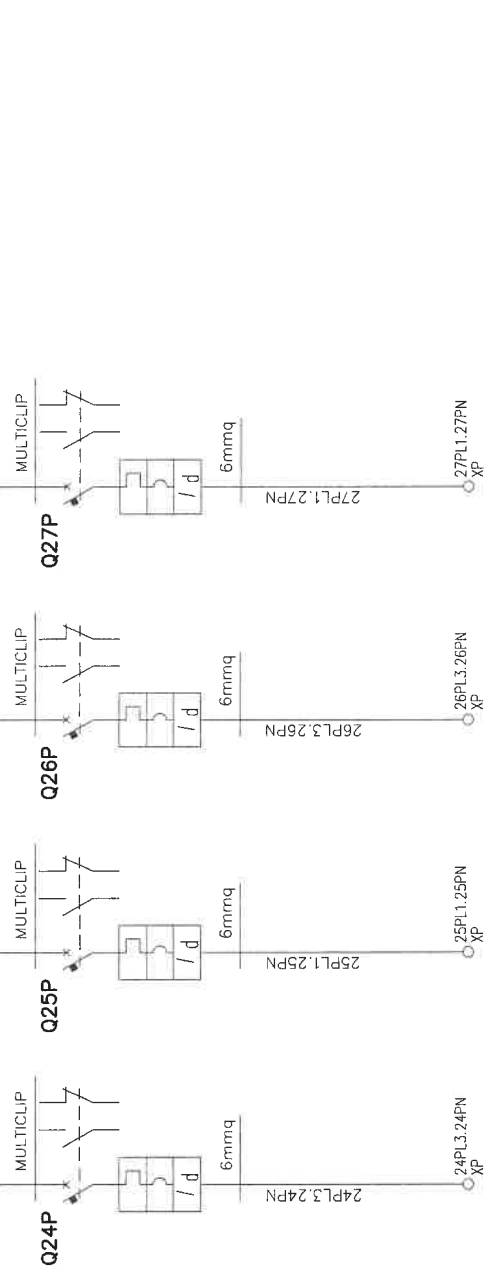 MULTICLIP
Q24P
I d
6mmq
24PL3.24PN
24PL3.24PN
XP
MULTICLIP
Q25P
I d
6mmq
25PL1.25PN
25PL1.25PN
XP
MULTICLIP
Q26P
I d
6mmq
26PL3.26PN
26PL3.26PN
XP
MULTICLIP
Q27P
I d
6mmq
27PL1.27PN
27PL1.27PN
XP